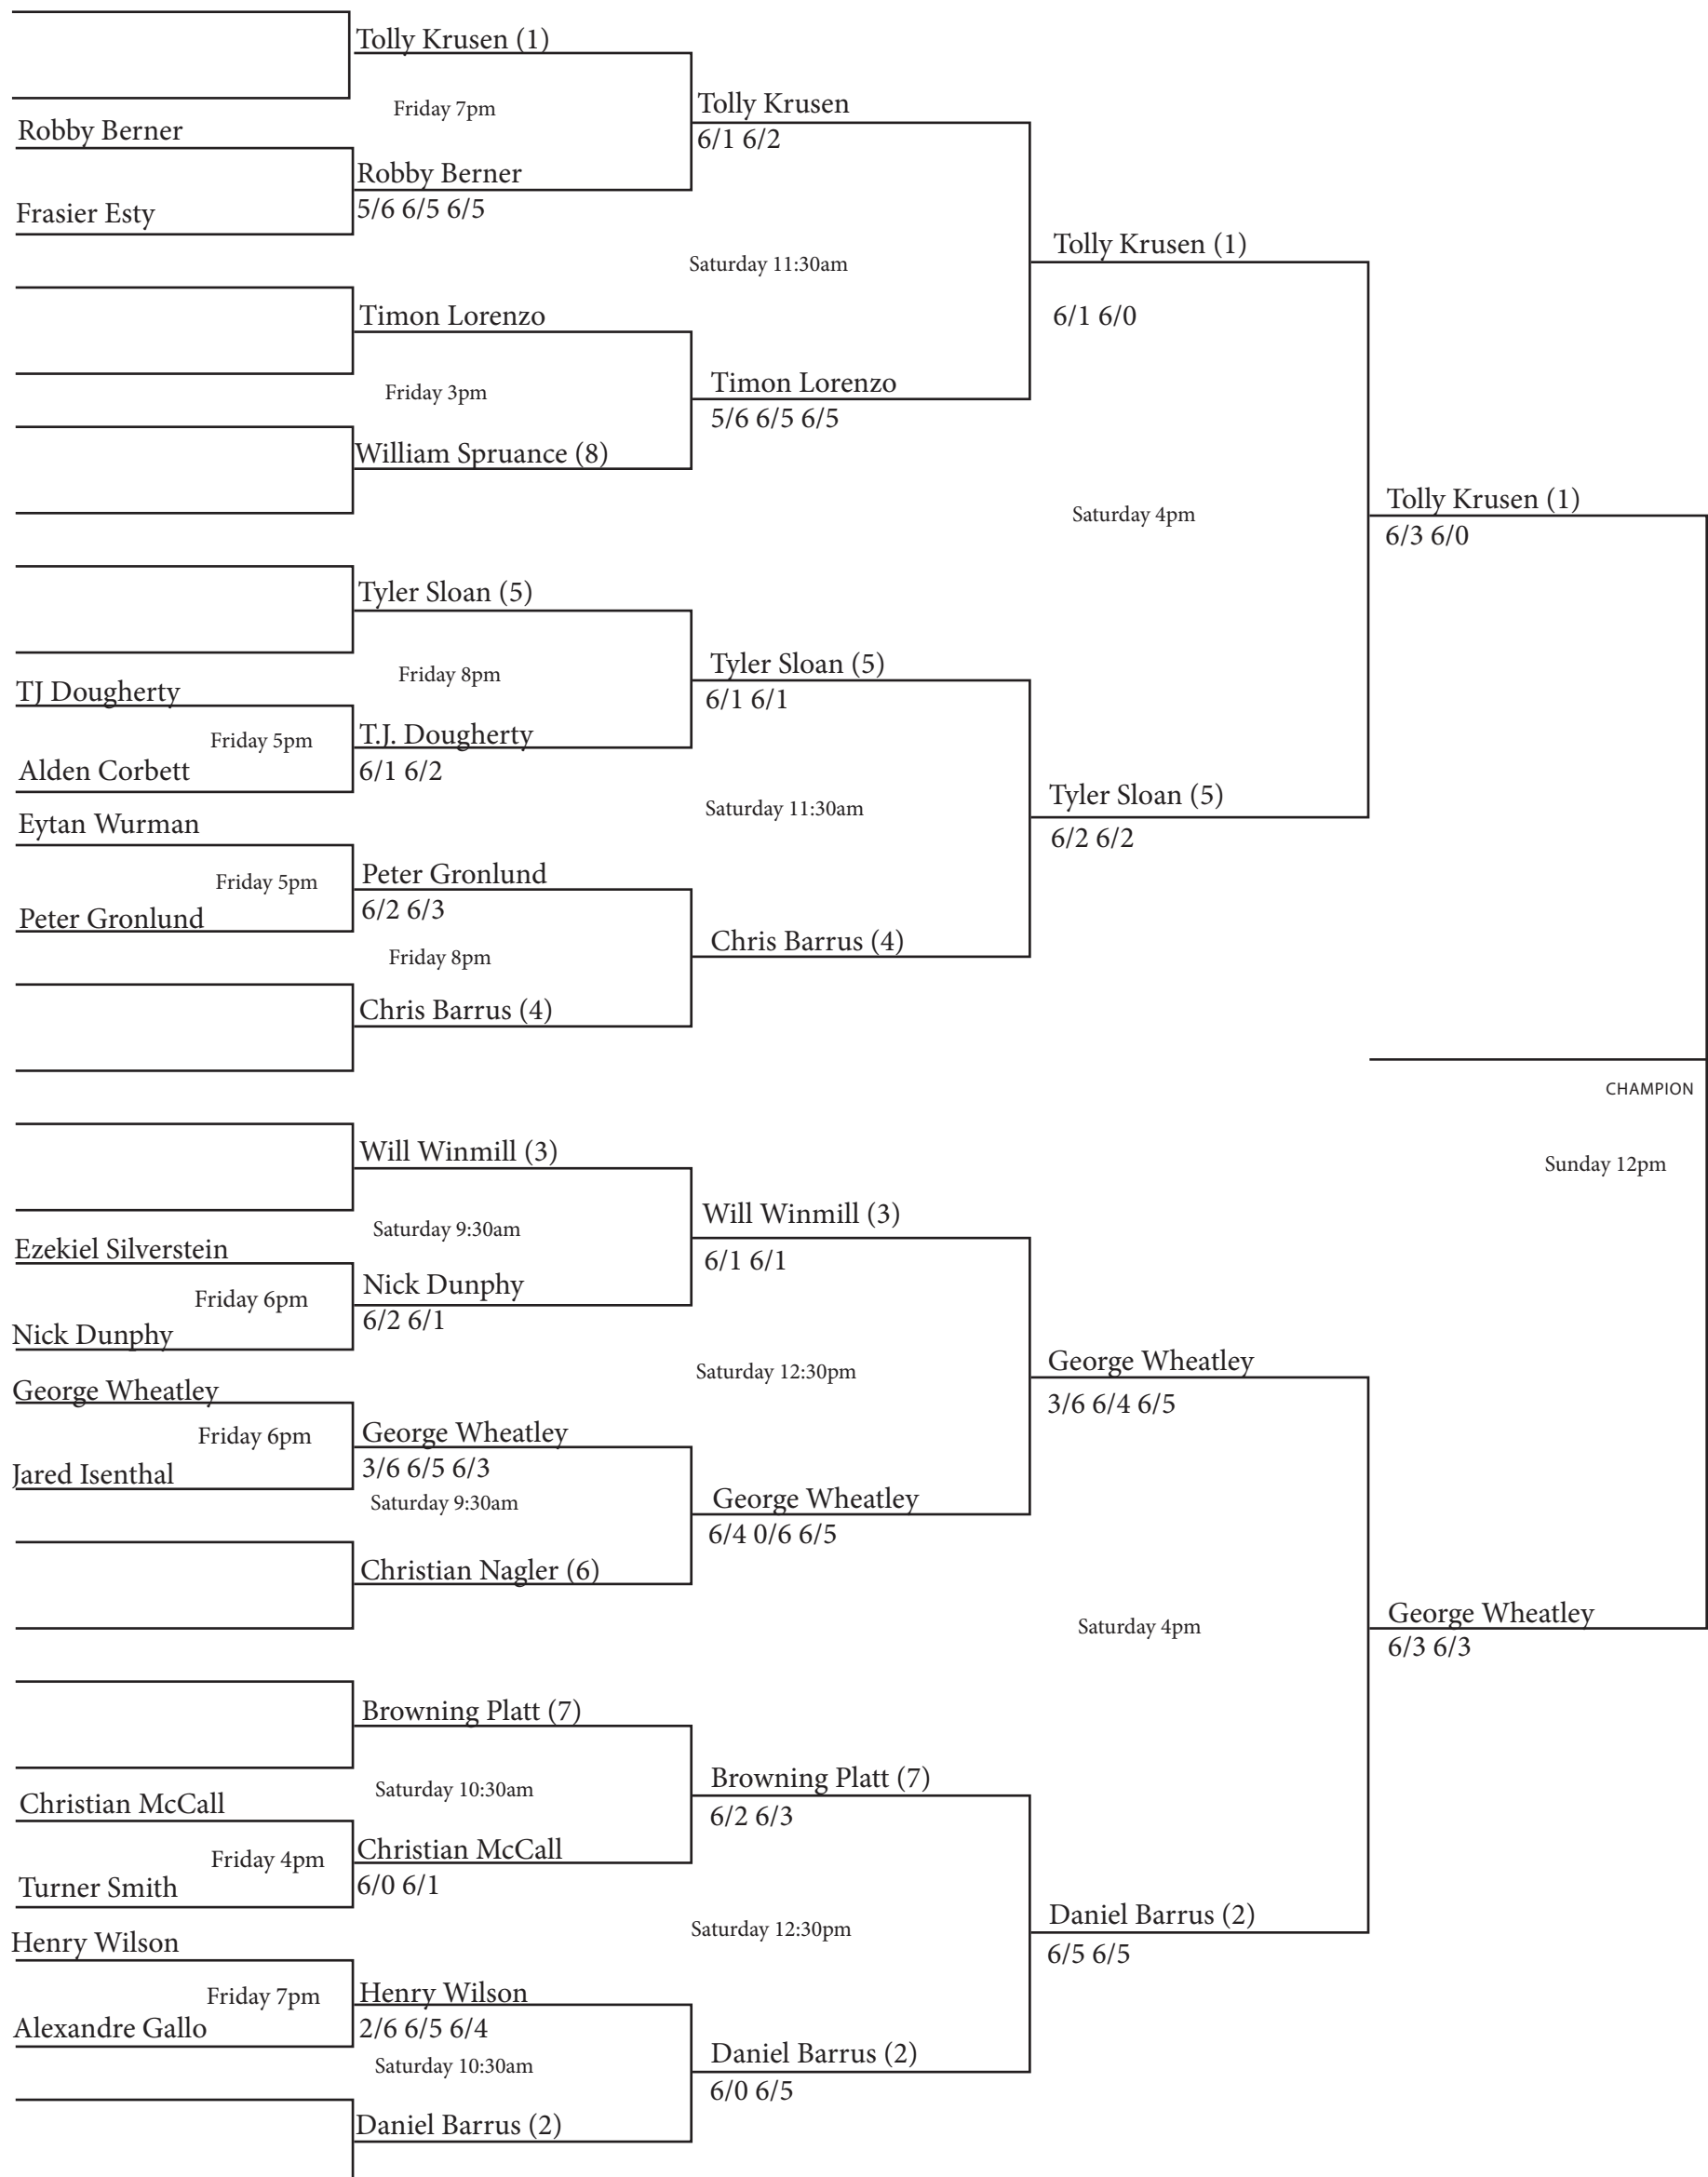 Tolly Krusen (1)
Friday 7pm
Tolly Krusen
6/1 6/2
Robby Berner
Robby Berner
5/6 6/5 6/5
Frasier Esty
Saturday 11:30am
Tolly Krusen (1)
6/1 6/0
Timon Lorenzo
Friday 3pm
Timon Lorenzo
5/6 6/5 6/5
William Spruance (8)
Saturday 4pm
Tolly Krusen (1)
6/3 6/0
Tyler Sloan (5)
Friday 8pm
Tyler Sloan (5)
6/1 6/1
TJ Dougherty
Friday 5pm
T.J. Dougherty
6/1 6/2
Alden Corbett
Saturday 11:30am
Tyler Sloan (5)
6/2 6/2
Eytan Wurman
Friday 5pm
Peter Gronlund
6/2 6/3
Peter Gronlund
Friday 8pm
Chris Barrus (4)
Chris Barrus (4)
CHAMPION
Sunday 12pm
Will Winmill (3)
Saturday 9:30am
Will Winmill (3)
6/1 6/1
Ezekiel Silverstein
Friday 6pm
Nick Dunphy
6/2 6/1
Nick Dunphy
Saturday 12:30pm
George Wheatley
3/6 6/4 6/5
George Wheatley
Friday 6pm
George Wheatley
3/6 6/5 6/3
Jared Isenthal
Saturday 9:30am
George Wheatley
6/4 0/6 6/5
Christian Nagler (6)
Saturday 4pm
George Wheatley
6/3 6/3
Browning Platt (7)
Saturday 10:30am
Browning Platt (7)
6/2 6/3
Christian McCall
Friday 4pm
Christian McCall
6/0 6/1
Turner Smith
Saturday 12:30pm
Daniel Barrus (2)
6/5 6/5
Henry Wilson
Friday 7pm
Henry Wilson
2/6 6/5 6/4
Alexandre Gallo
Saturday 10:30am
Daniel Barrus (2)
6/0 6/5
Daniel Barrus (2)